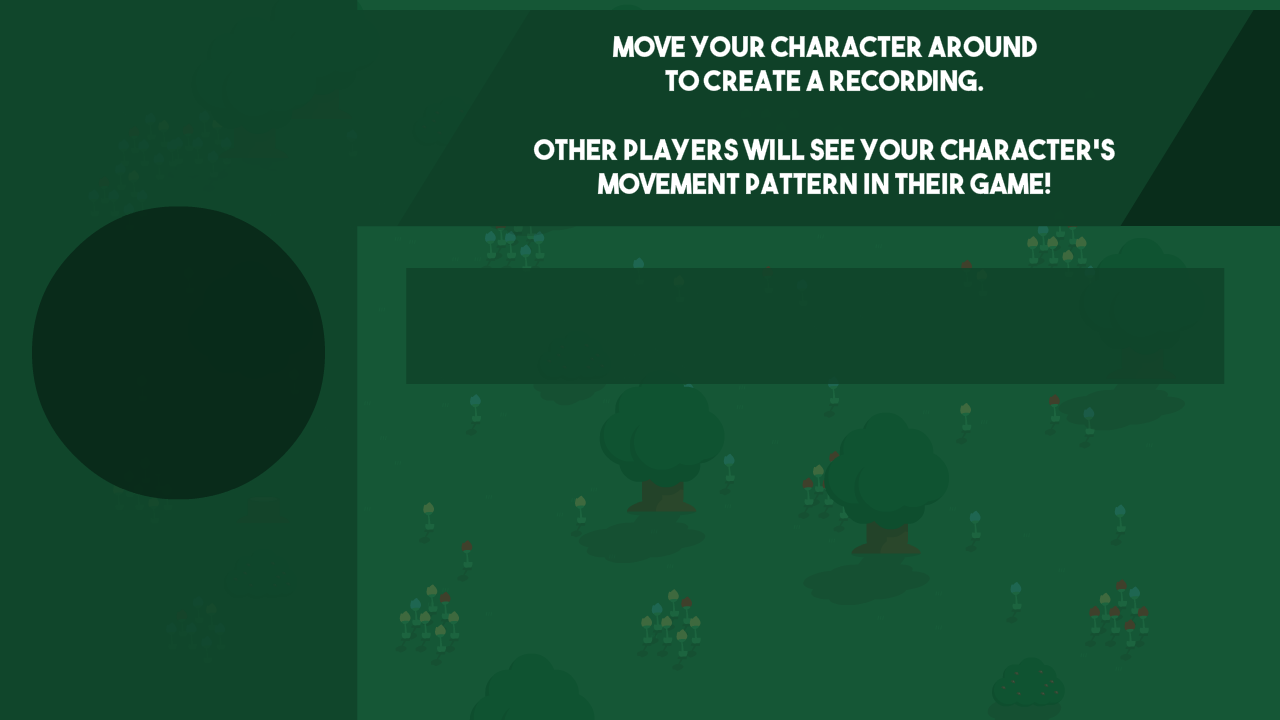 MOVE YOUR CHARACTER AROUND
TO CREATE A RECORDING.
OTHER PLAYERS WILL SEE YOUR CHARACTER'S
MOVEMENT PATTERN IN THEIR GAME!